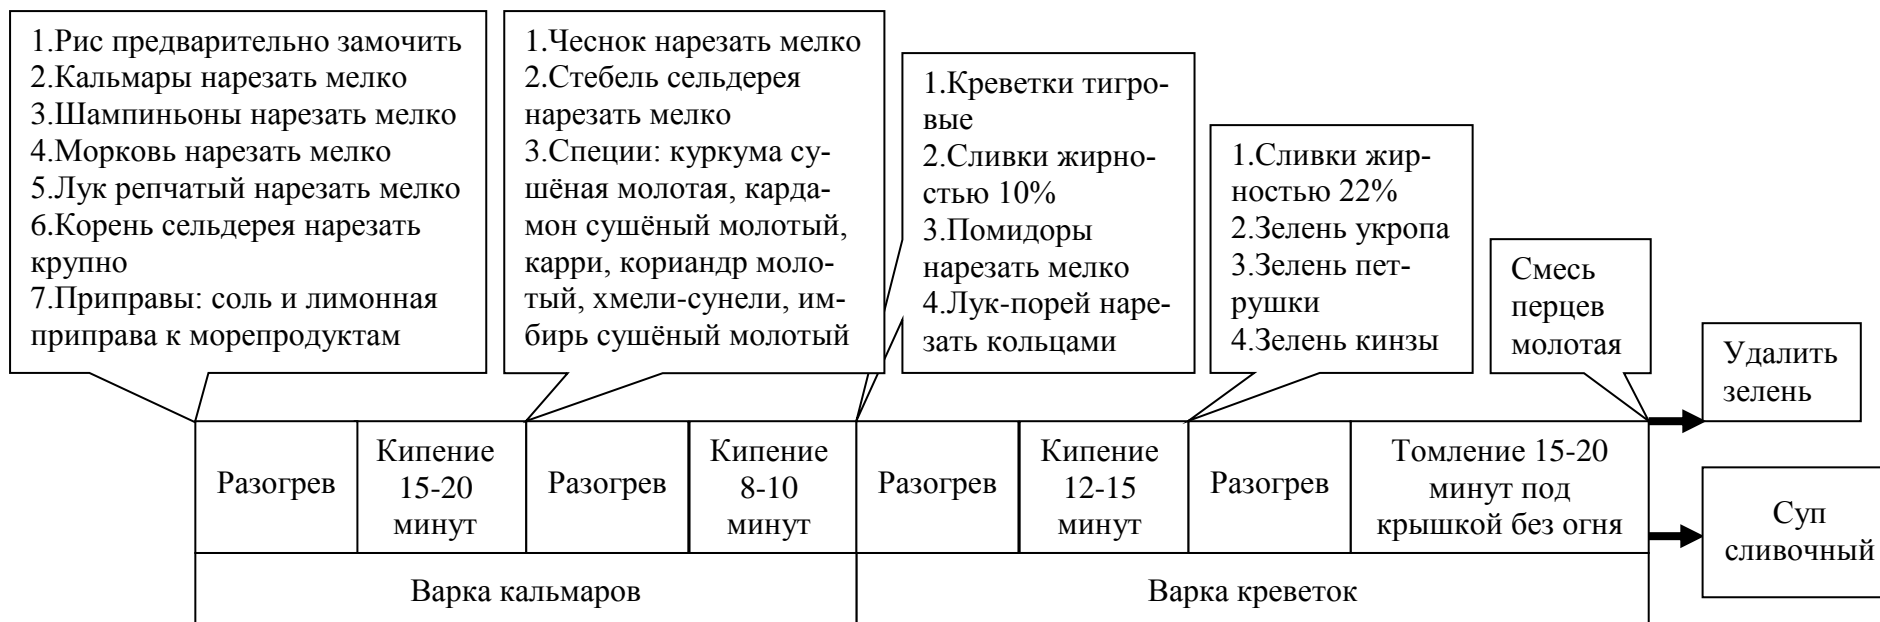 1.Рис предварительно замочить
2.Кальмары нарезать мелко
3.Шампиньоны нарезать мелко
4.Морковь нарезать мелко
5.Лук репчатый нарезать мелко
6.Корень сельдерея нарезать
крупно
7.Приправы: соль и лимонная
приправа к морепродуктам
1.Чеснок нарезать мелко
2.Стебель сельдерея
нарезать мелко
3.Специи: куркума су-
шёная молотая, карда-
мон сушёный молотый,
карри, кориандр моло-
тый, хмели-сунели, им-
бирь сушёный молотый
1.Креветки тигро-
вые
2.Сливки жирно-
стью 10%
3.Помидоры
нарезать мелко
4.Лук-порей наре-
зать кольцами
1.Сливки жир-
ностью 22%
2.Зелень укропа
3.Зелень пет-
рушки
4.Зелень кинзы
Смесь
перцев
молотая
Удалить
зелень
Разогрев
Кипение
15-20
минут
Разогрев
Кипение
8-10
минут
Разогрев
Кипение
12-15
минут
Разогрев
Томление 15-20
минут под
крышкой без огня
Суп
сливочный
Варка кальмаров
Варка креветок